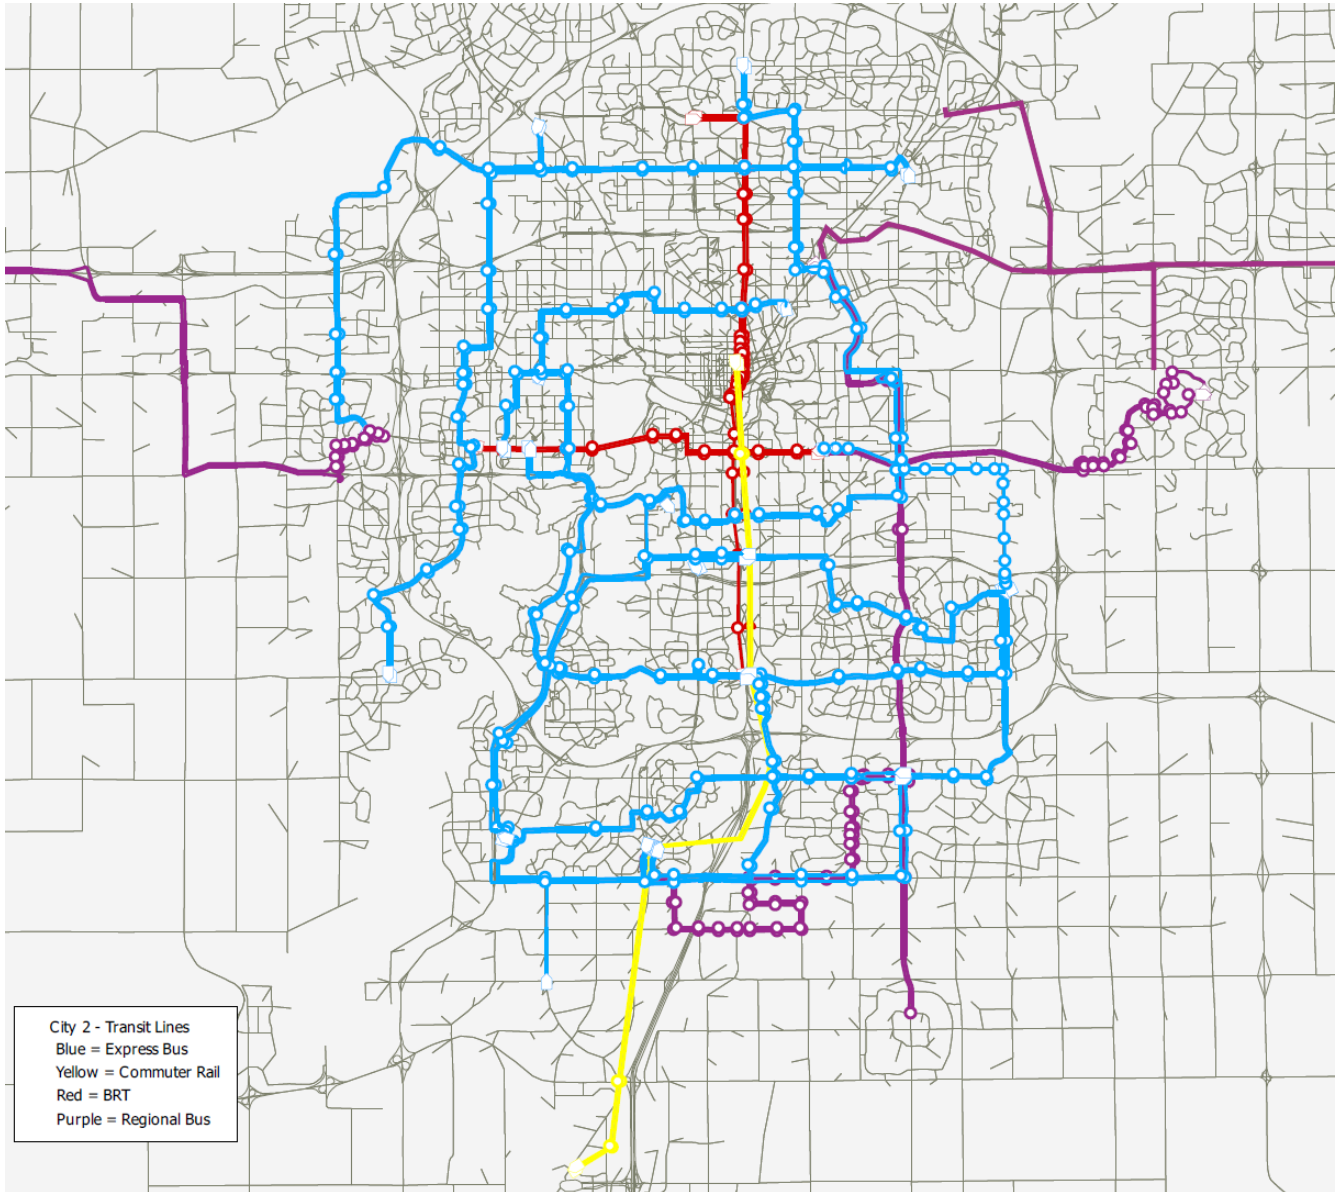 City 2 - Transit Lines
Blue = Express Bus
Yellow = Commuter Rail
Red = BRT
Purple = Regional Bus